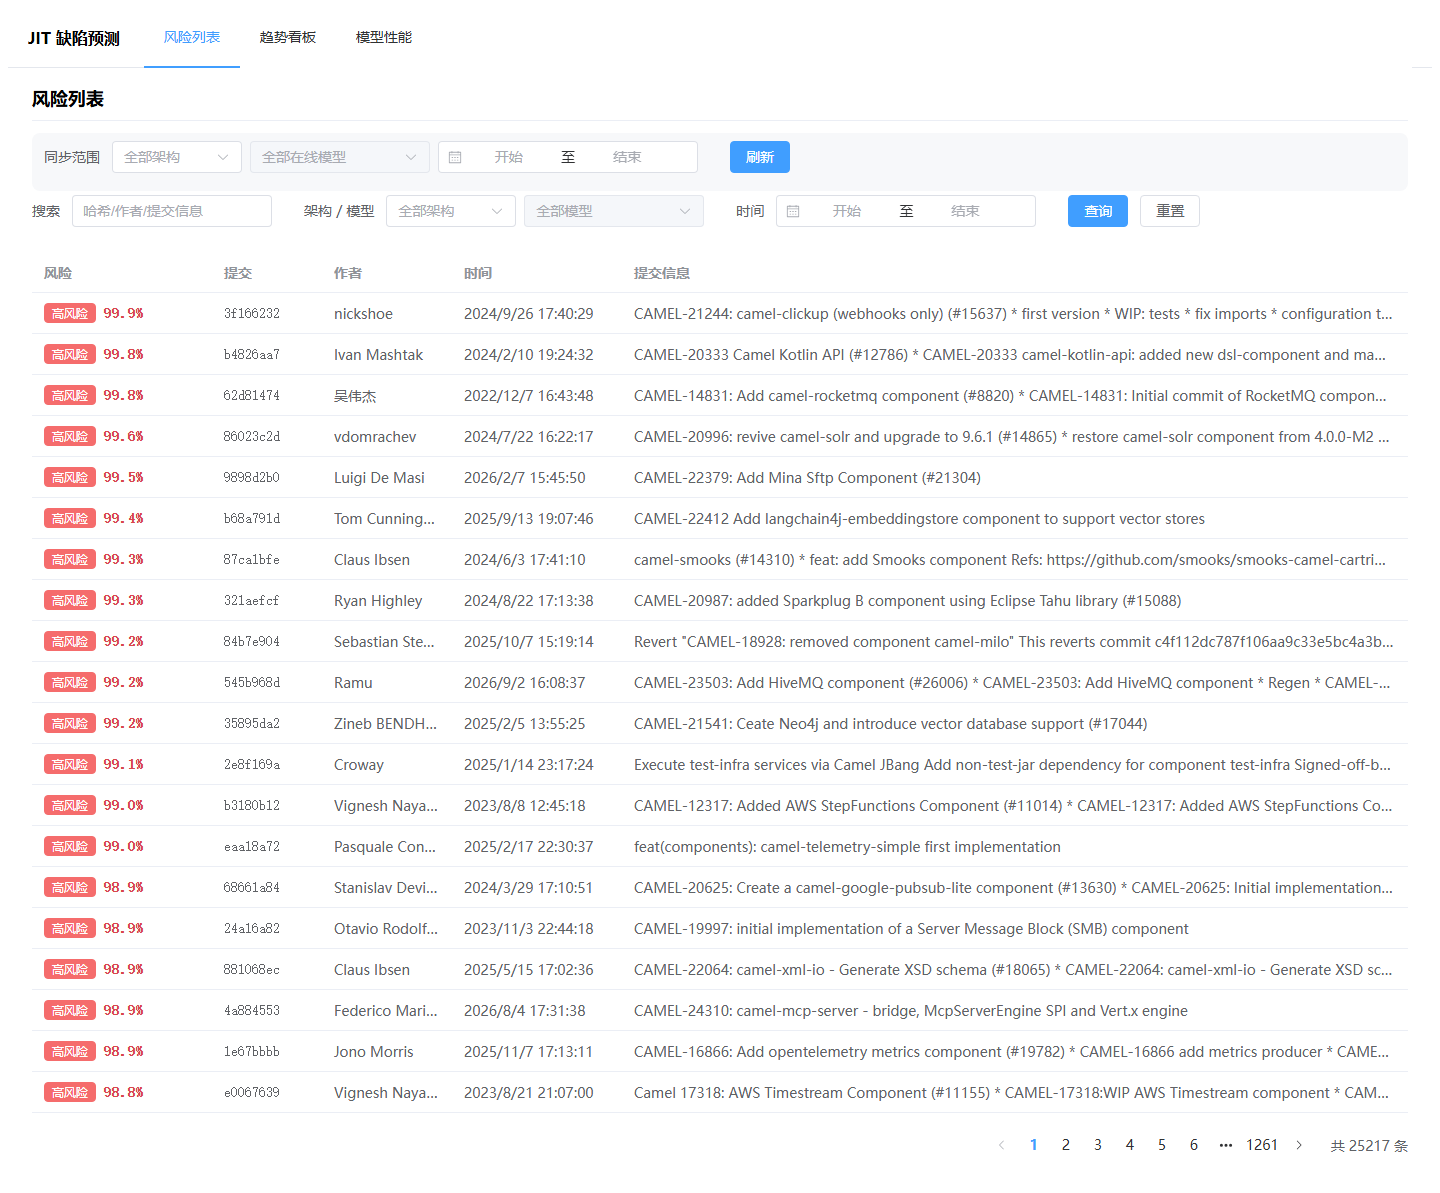 JIT 缺陷预测 风险列表 趋势看板 模型性能
风险列表
同步范围 全部架构 全部在线模型 开始 至 结束 刷新
搜索 哈希/作者/提交信息 架构 / 模型 全部架构 全部模型 时间 开始 至 结束 查询 重置
风险 提交 作者 时间 提交信息
高风险 99.9% 3f166232 nickshoe 2024/9/26 17:40:29 CAMEL-21244: camel-clickup (webhooks only) (#15637) * first version * WIP: tests * fix imports * configuration t...
高风险 99.8% b4826aa7 Ivan Mashtak 2024/2/10 19:24:32 CAMEL-20333 Camel Kotlin API (#12786) * CAMEL-20333 camel-kotlin-api: added new dsl-component and ma...
高风险 99.8% 62d81474 吴伟杰 2022/12/7 16:43:48 CAMEL-14831: Add camel-rocketmq component (#8820) * CAMEL-14831: Initial commit of RocketMQ compon...
高风险 99.6% 86023c2d vdomrachev 2024/7/22 16:22:17 CAMEL-20996: revive camel-solr and upgrade to 9.6.1 (#14865) * restore camel-solr component from 4.0.0-M2 ...
高风险 99.5% 9898d2b0 Luigi De Masi 2026/2/7 15:45:50 CAMEL-22379: Add Mina Sftp Component (#21304)
高风险 99.4% b68a791d Tom Cunning... 2025/9/13 19:07:46 CAMEL-22412 Add langchain4j-embeddingstore component to support vector stores
高风险 99.3% 87ca1bfe Claus Ibsen 2024/6/3 17:41:10 camel-smooks (#14310) * feat: add Smooks component Refs: https://github.com/smooks/smooks-camel-cartri...
高风险 99.3% 321aefcf Ryan Highley 2024/8/22 17:13:38 CAMEL-20987: added Sparkplug B component using Eclipse Tahu library (#15088)
高风险 99.2% 84b7e904 Sebastian Ste... 2025/10/7 15:19:14 Revert "CAMEL-18928: removed component camel-milo" This reverts commit c4f112dc787f106aa9c33e5bc4a3b...
高风险 99.2% 545b968d Ramu 2026/9/2 16:08:37 CAMEL-23503: Add HiveMQ component (#26006) * CAMEL-23503: Add HiveMQ component * Regen * CAMEL-...
高风险 99.2% 35895da2 Zineb BENDH... 2025/2/5 13:55:25 CAMEL-21541: Ceate Neo4j and introduce vector database support (#17044)
高风险 99.1% 2e8f169a Croway 2025/1/14 23:17:24 Execute test-infra services via Camel JBang Add non-test-jar dependency for component test-infra Signed-off-b...
高风险 99.0% b3180b12 Vignesh Naya... 2023/8/8 12:45:18 CAMEL-12317: Added AWS StepFunctions Component (#11014) * CAMEL-12317: Added AWS StepFunctions Co...
高风险 99.0% eaa18a72 Pasquale Con... 2025/2/17 22:30:37 feat(components): camel-telemetry-simple first implementation
高风险 98.9% 68661a84 Stanislav Devi... 2024/3/29 17:10:51 CAMEL-20625: Create a camel-google-pubsub-lite component (#13630) * CAMEL-20625: Initial implementation...
高风险 98.9% 24a16a82 Otavio Rodolf... 2023/11/3 22:44:18 CAMEL-19997: initial implementation of a Server Message Block (SMB) component
高风险 98.9% 881068ec Claus Ibsen 2025/5/15 17:02:36 CAMEL-22064: camel-xml-io - Generate XSD schema (#18065) * CAMEL-22064: camel-xml-io - Generate XSD sc...
高风险 98.9% 4a884553 Federico Mari... 2026/8/4 17:31:38 CAMEL-24310: camel-mcp-server - bridge, McpServerEngine SPI and Vert.x engine
高风险 98.9% 1e67bbbb Jono Morris 2025/11/7 17:13:11 CAMEL-16866: Add opentelemetry metrics component (#19782) * CAMEL-16866 add metrics producer * CAME...
高风险 98.8% e0067639 Vignesh Naya... 2023/8/21 21:07:00 Camel 17318: AWS Timestream Component (#11155) * CAMEL-17318:WIP AWS Timestream component * CAM...
1 2 3 4 5 6 ••• 1261 共 25217 条